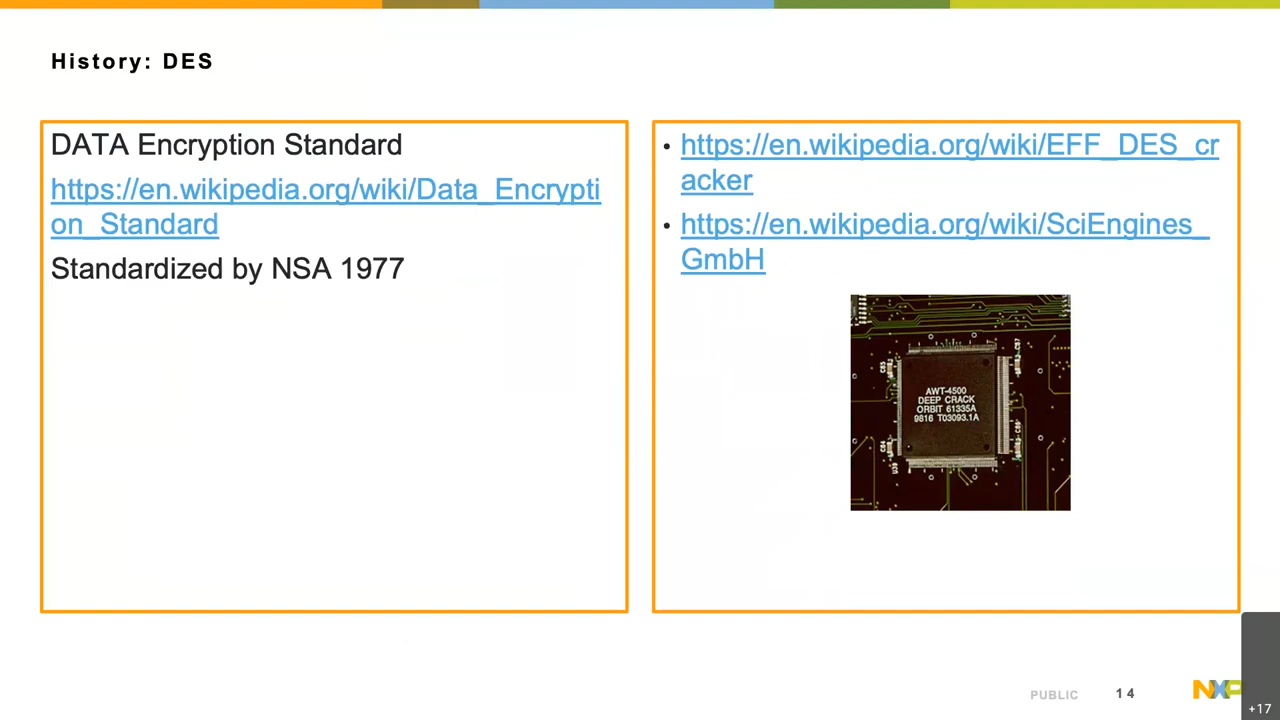 History: DES
DATA Encryption Standard
https://en.wikipedia.org/wiki/Data_Encrypti
on_Standard
Standardized by NSA 1977
• https://en.wikipedia.org/wiki/EFF_DES_cr
acker
• https://en.wikipedia.org/wiki/SciEngines_
GmbH
AWT-4500
DEEP CRACK
ORBIT 61335A
9816 T03093.1A
PUBLIC
14
NXP
+17